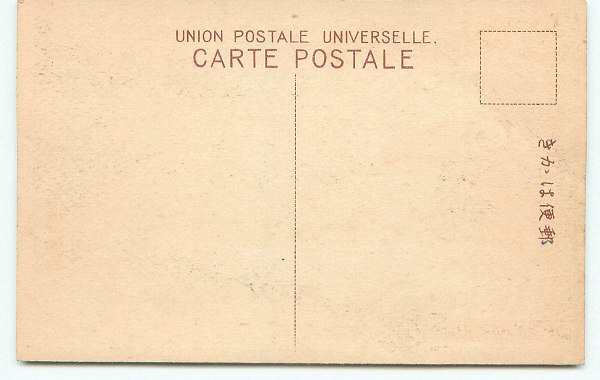 UNION POSTALE UNIVERSELLE.
CARTE POSTALE
郵便はかき